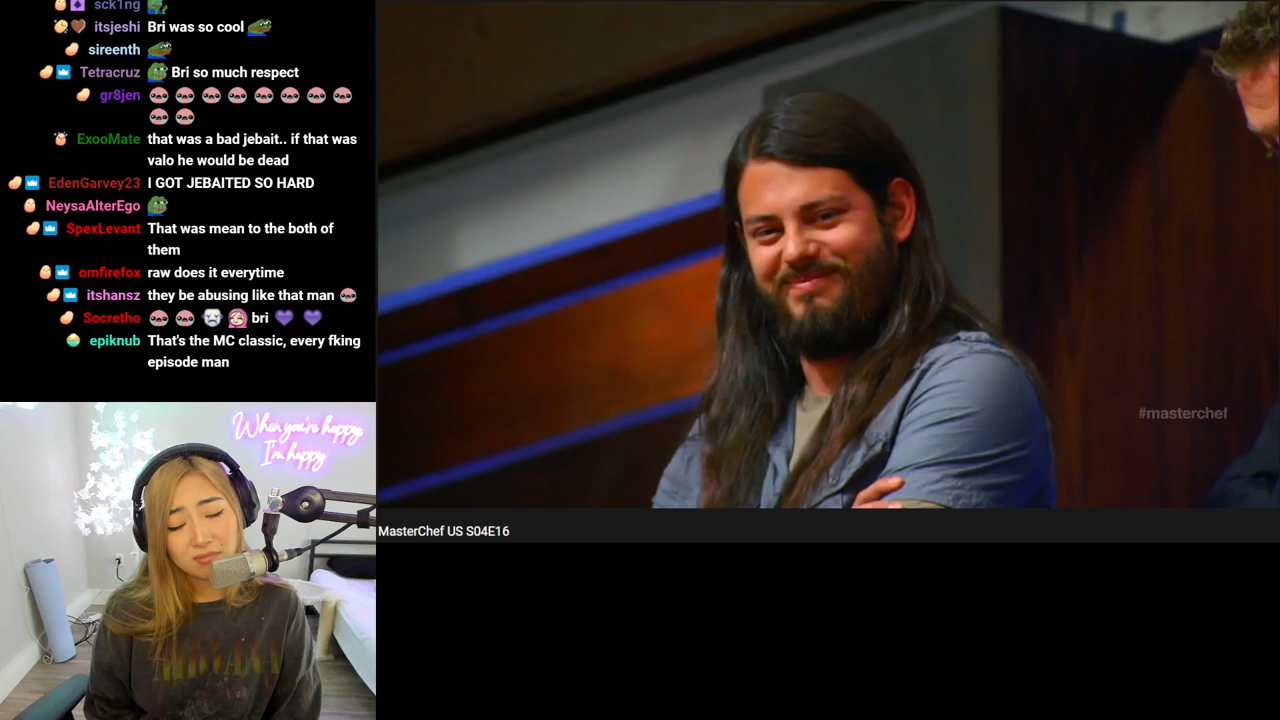 sck1ng
itsjeshi Bri was so cool
sireenth
Tetracruz Bri so much respect
gr8jen
ExooMate that was a bad jebait.. if that was
valo he would be dead
EdenGarvey23 I GOT JEBAITED SO HARD
NeysaAlterEgo
SpexLevant That was mean to the both of
them
omfirefox raw does it everytime
itshansz they be abusing like that man
Socretho bri
epiknub That's the MC classic, every fking
episode man
When you're happy
I'm happy
NIRVANA
#masterchef
MasterChef US S04E16